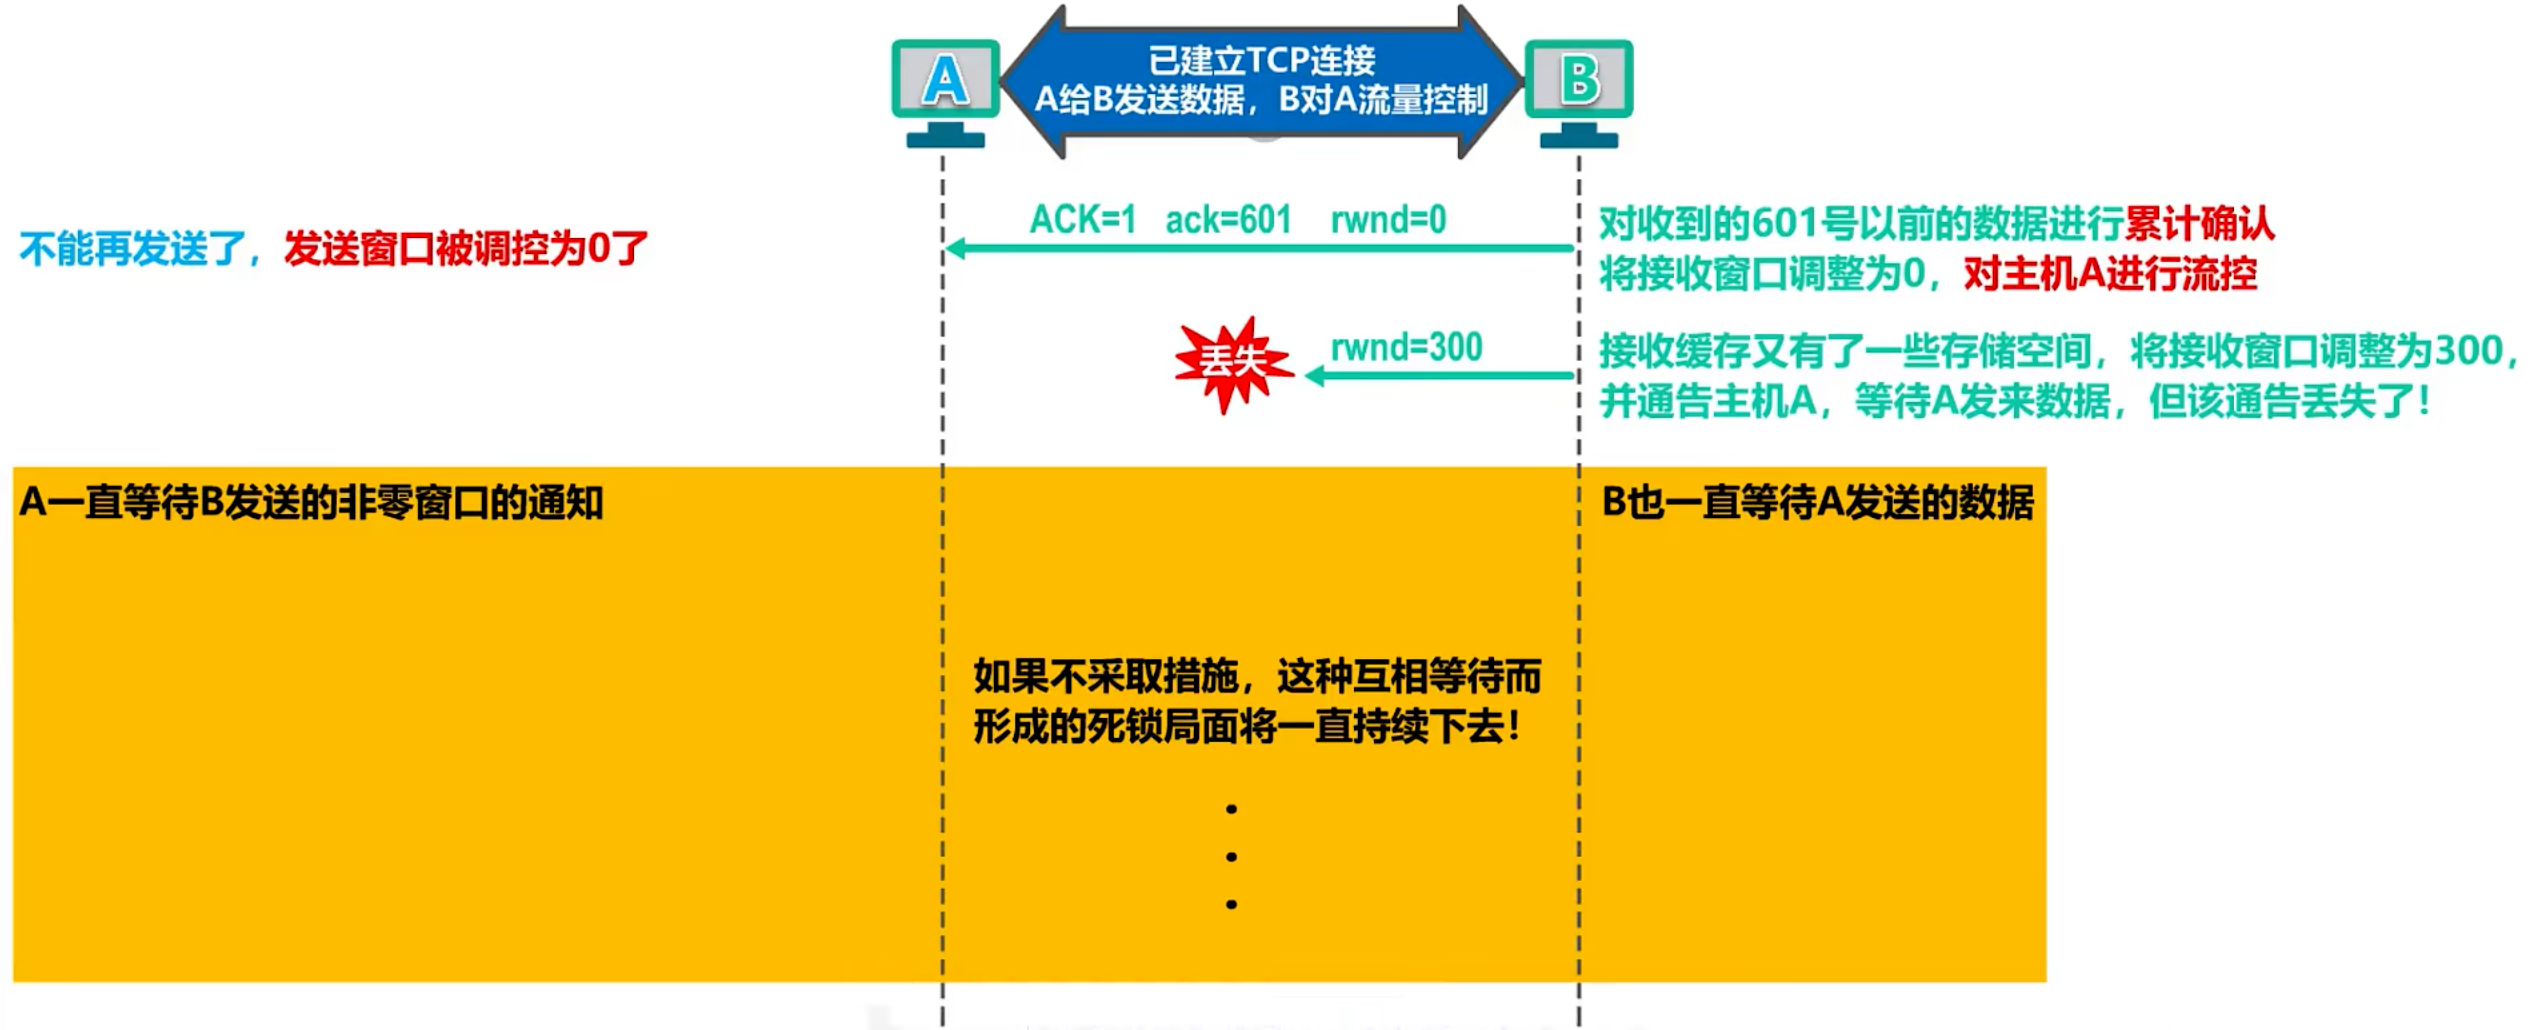 A
已建立TCP连接
A给B发送数据，B对A流量控制
B
不能再发送了，发送窗口被调控为0了
ACK=1 ack=601 rwnd=0
对收到的601号以前的数据进行累计确认
将接收窗口调整为0，对主机A进行流控
丢失
rwnd=300
接收缓存又有了一些存储空间，将接收窗口调整为300，
并通告主机A，等待A发来数据，但该通告丢失了！
A一直等待B发送的非零窗口的通知
B也一直等待A发送的数据
如果不采取措施，这种互相等待而
形成的死锁局面将一直持续下去！